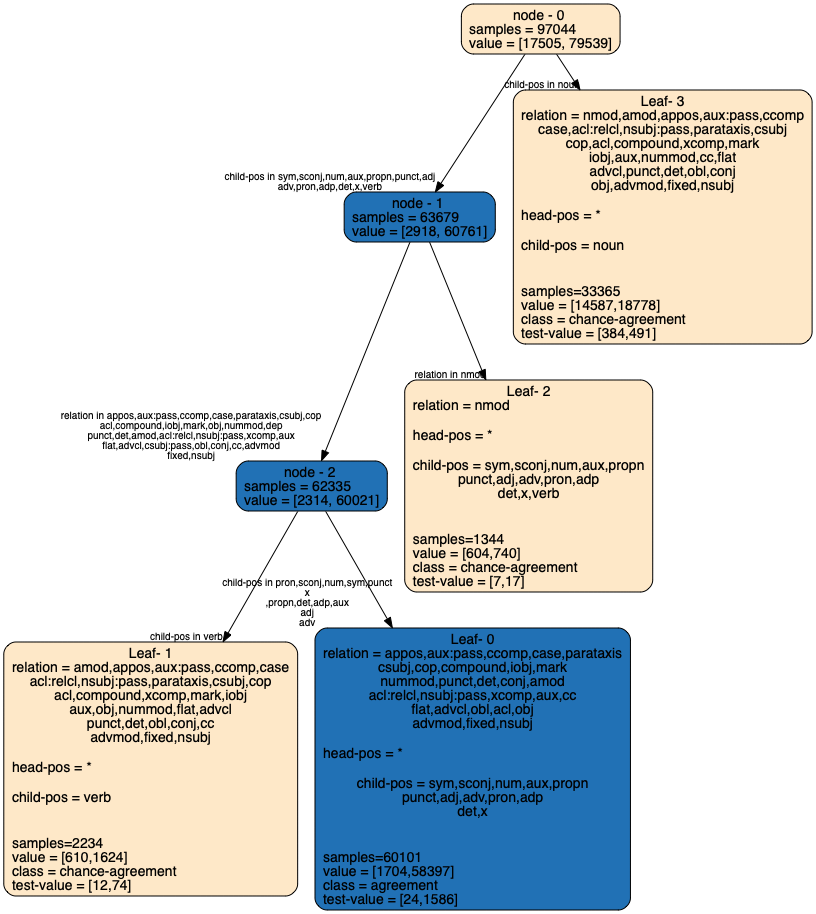 node - 0
samples = 97044
value = [17505, 79539]
child-pos in noun
Leaf- 3
relation = nmod,amod,appos,aux:pass,ccomp
case,acl:relcl,nsubj:pass,parataxis,csubj
cop,acl,compound,xcomp,mark
iobj,aux,nummod,cc,flat
advcl,punct,det,obl,conj
obj,advmod,fixed,nsubj
head-pos = *
child-pos = noun
samples=33365
value = [14587,18778]
class = chance-agreement
test-value = [384,491]
child-pos in sym,sconj,num,aux,propn,punct,adj
adv,pron,adp,det,x,verb
node - 1
samples = 63679
value = [2918, 60761]
relation in nmod
Leaf- 2
relation = nmod
head-pos = *
child-pos = sym,sconj,num,aux,propn
punct,adj,adv,pron,adp
det,x,verb
samples=1344
value = [604,740]
class = chance-agreement
test-value = [7,17]
relation in appos,aux:pass,ccomp,case,parataxis,csubj,cop
acl,compound,iobj,mark,obj,nummod,dep
punct,det,amod,acl:relcl,nsubj:pass,xcomp,aux
flat,advcl,csubj:pass,obl,conj,cc,advmod
fixed,nsubj
node - 2
samples = 62335
value = [2314, 60021]
child-pos in pron,sconj,num,sym,punct
x
,propn,det,adp,aux
adj
adv
child-pos in verb
Leaf- 1
relation = amod,appos,aux:pass,ccomp,case
acl:relcl,nsubj:pass,parataxis,csubj,cop
acl,compound,xcomp,mark,iobj
aux,obj,nummod,flat,advcl
punct,det,obl,conj,cc
advmod,fixed,nsubj
head-pos = *
child-pos = verb
samples=2234
value = [610,1624]
class = chance-agreement
test-value = [12,74]
Leaf- 0
relation = appos,aux:pass,ccomp,case,parataxis
csubj,cop,compound,iobj,mark
nummod,punct,det,conj,amod
acl:relcl,nsubj:pass,xcomp,aux,cc
flat,advcl,obl,acl,obj
advmod,fixed,nsubj
head-pos = *
child-pos = sym,sconj,num,aux,propn
punct,adj,adv,pron,adp
det,x
samples=60101
value = [1704,58397]
class = agreement
test-value = [24,1586]